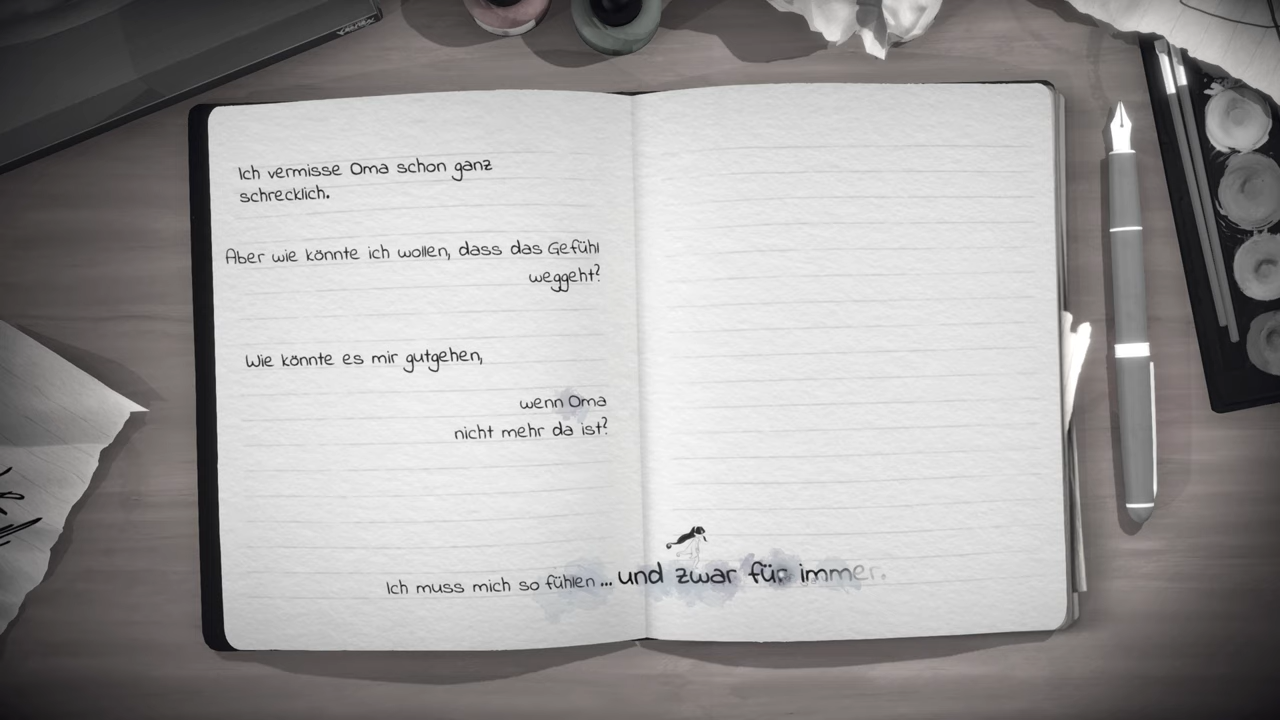 Ich vermisse Oma schon ganz
schrecklich.
Aber wie könnte ich wollen, dass das Gefühl
weggeht?
Wie könnte es mir gutgehen,
wenn Oma
nicht mehr da ist?
Ich muss mich so fühlen... und zwar für immer.